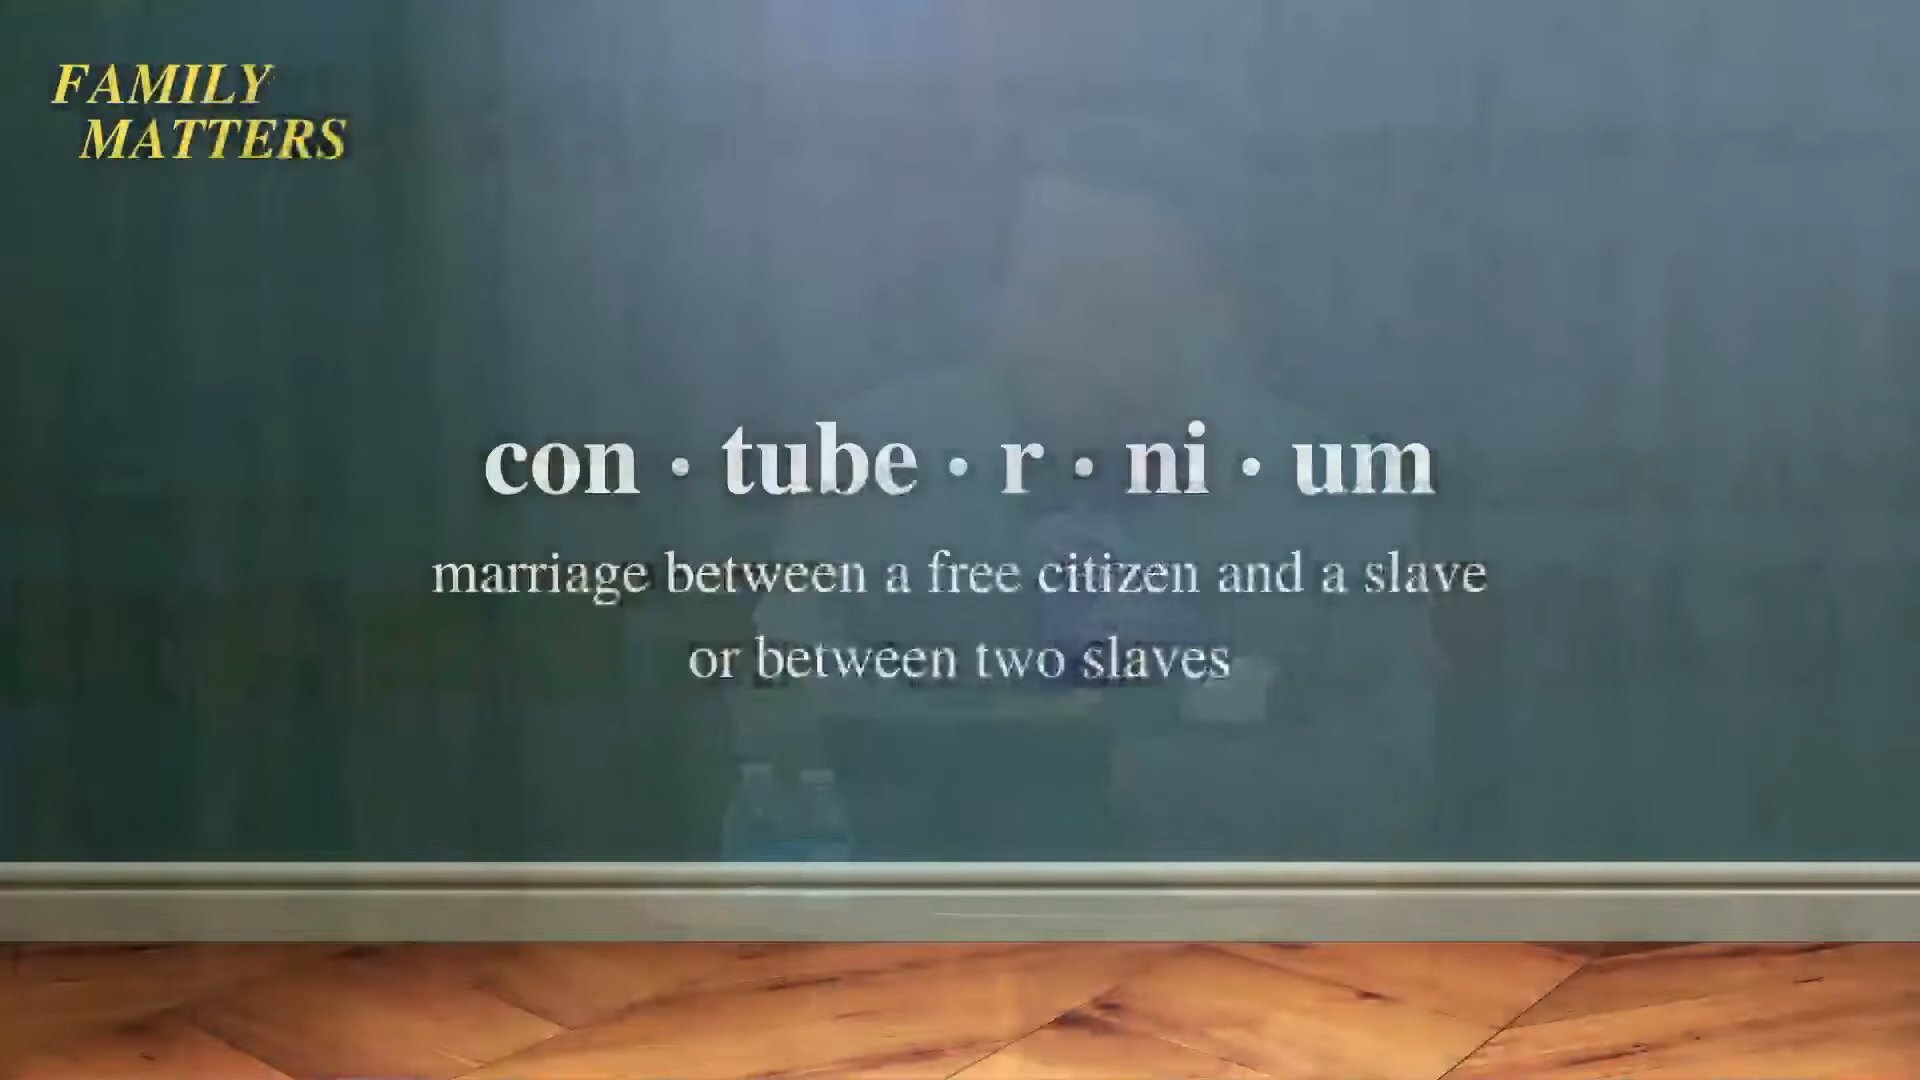 FAMILY
MATTERS
con · tube · r · ni · um
marriage between a free citizen and a slave
or between two slaves